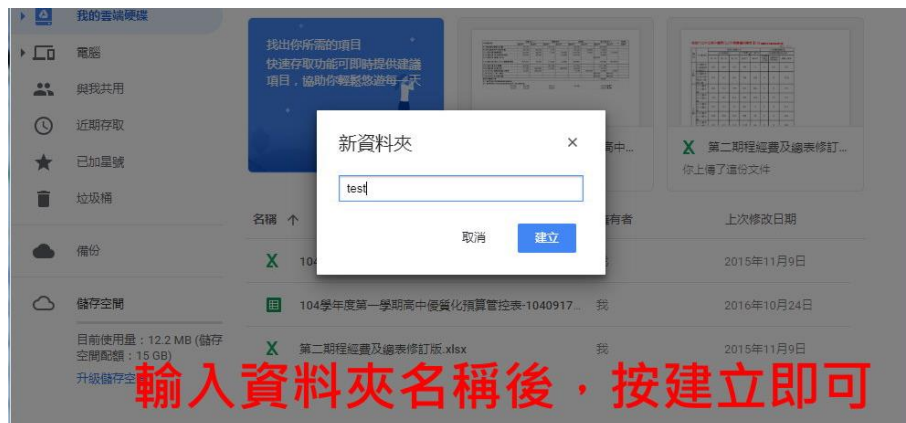 我的雲端硬碟
電腦
與我共用
近期存取
已加星號
垃圾桶
備份
儲存空間
目前使用量：12.2 MB (儲存
空間配額：15 GB)
升級儲存空
找出你所需的項目
快速存取功能可即時提供建議
項目，協助你輕鬆悠遊每一天
高中...
第二期程經費及總表修訂...
你上傳了這份文件
新資料夾
×
test
取消
建立
名稱 ↑
有者
上次修改日期
104
2015年11月9日
104學年度第一學期高中優質化預算管控表-1040917...
我
2016年10月24日
第二期程經費及總表修訂版.xlsx
我
2015年11月9日
輸入資料夾名稱後，按建立即可